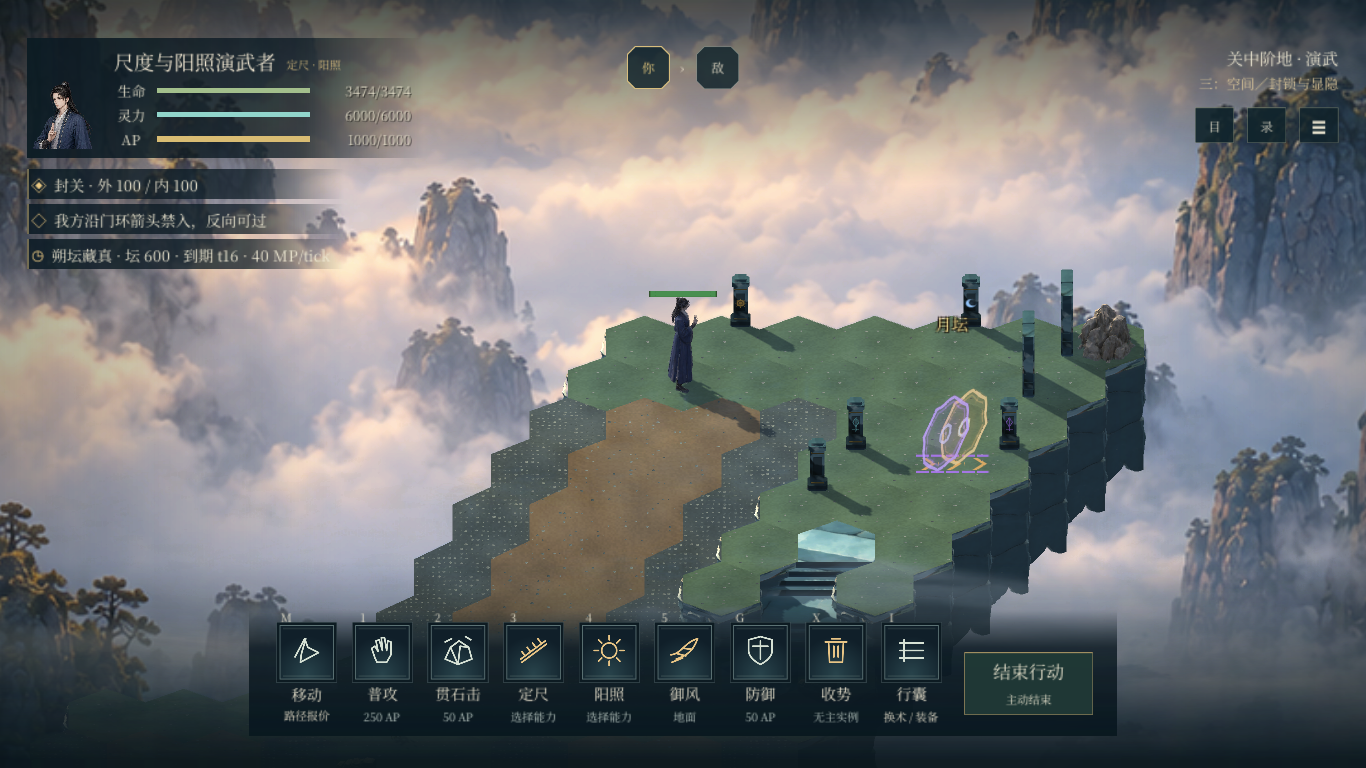 尺度与阳照演武者 定尺·阳照
生命 3474/3474
灵力 6000/6000
AP 1000/1000
封关·外 100 / 内 100
我方沿门环箭头禁入，反向可过
朔坛藏真·坛 600·到期 t16·40 MP/tick
你 › 敌
关中阶地·演武
三：空间／封锁与显隐
目 录
月坛
M 1 2 3 4 5 G X I
移动 普攻 贯石击 定尺 阳照 御风 防御 收势 行囊
路径报价 250 AP 50 AP 选择能力 选择能力 地面 50 AP 无主实例 换术 / 装备
结束行动
主动结束